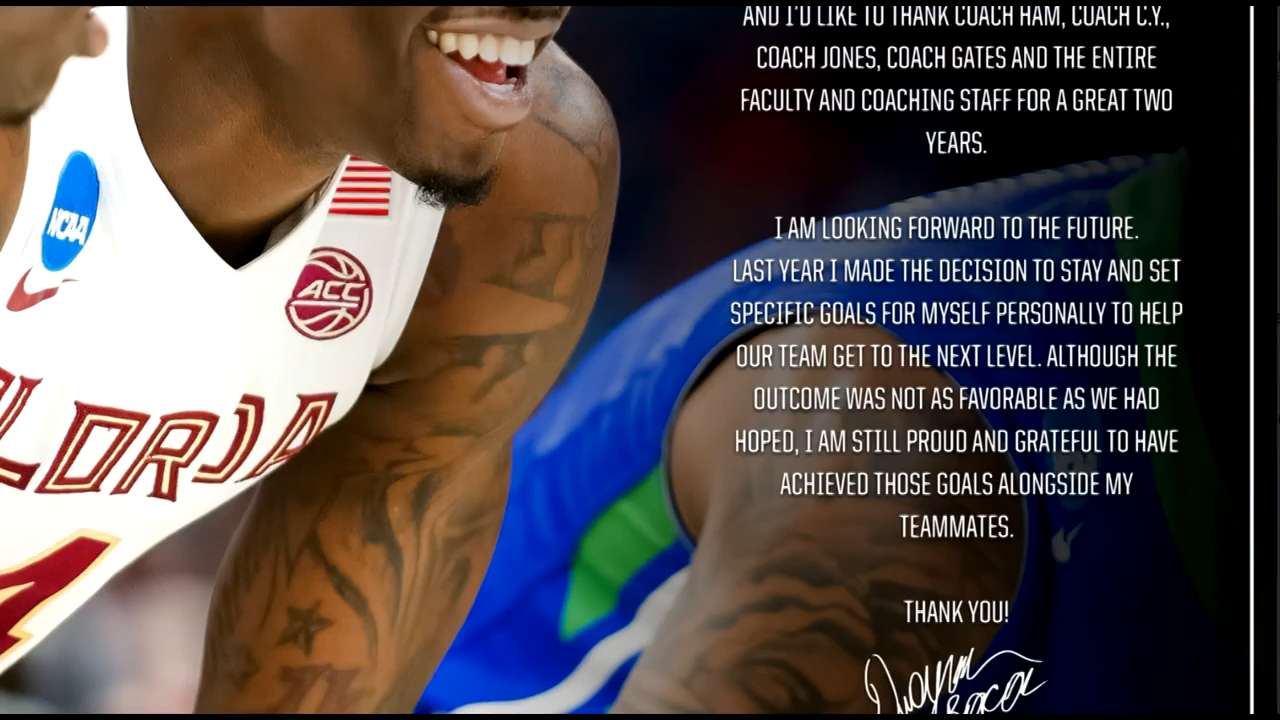 AND I'D LIKE TO THANK COACH HAM, COACH C.Y.,
COACH JONES, COACH GATES AND THE ENTIRE
FACULTY AND COACHING STAFF FOR A GREAT TWO
YEARS.
I AM LOOKING FORWARD TO THE FUTURE.
LAST YEAR I MADE THE DECISION TO STAY AND SET
SPECIFIC GOALS FOR MYSELF PERSONALLY TO HELP
OUR TEAM GET TO THE NEXT LEVEL. ALTHOUGH THE
OUTCOME WAS NOT AS FAVORABLE AS WE HAD
HOPED, I AM STILL PROUD AND GRATEFUL TO HAVE
ACHIEVED THOSE GOALS ALONGSIDE MY
TEAMMATES.
THANK YOU!
Dwayne
Bacon
NCAA
ACC
LORIDA
4